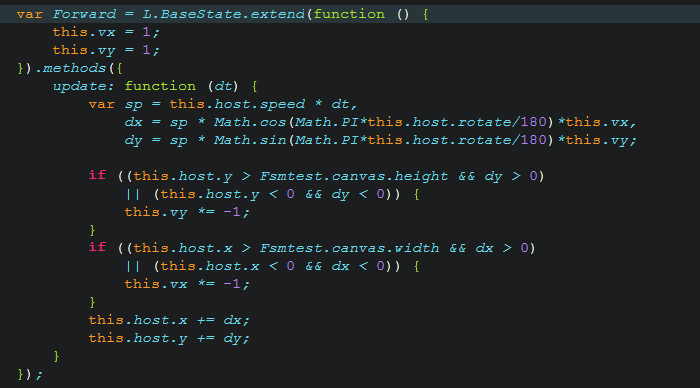 var Forward = L.BaseState.extend(function () {
    this.vx = 1;
    this.vy = 1;
}).methods({
    update: function (dt) {
        var sp = this.host.speed * dt,
            dx = sp * Math.cos(Math.PI*this.host.rotate/180)*this.vx,
            dy = sp * Math.sin(Math.PI*this.host.rotate/180)*this.vy;

        if ((this.host.y > Fsmtest.canvas.height && dy > 0)
            || (this.host.y < 0 && dy < 0)) {
            this.vy *= -1;
        }
        if ((this.host.x > Fsmtest.canvas.width && dx > 0)
            || (this.host.x < 0 && dx < 0)) {
            this.vx *= -1;
        }
        this.host.x += dx;
        this.host.y += dy;
    }
});